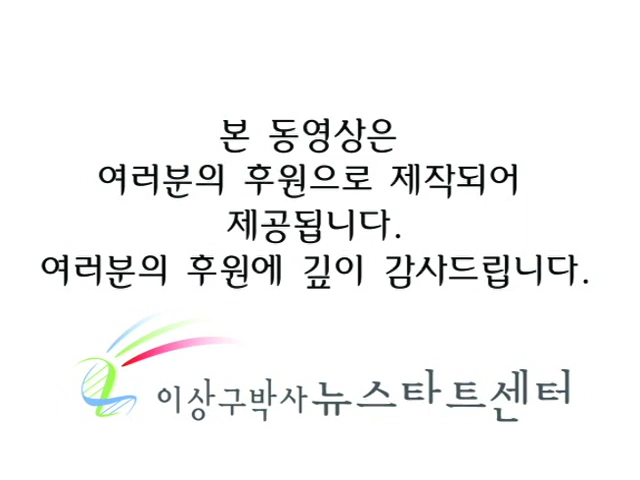 본 동영상은
여러분의 후원으로 제작되어
제공됩니다.
여러분의 후원에 깊이 감사드립니다.
이상구박사뉴스타트센터